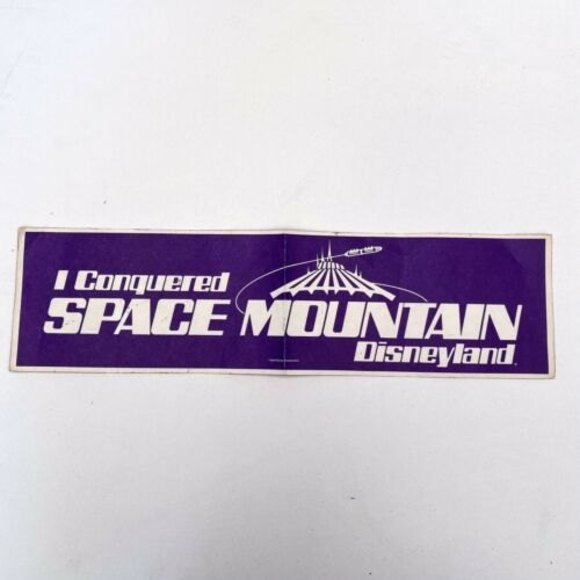 I Conquered
SPACE MOUNTAIN
Disneyland